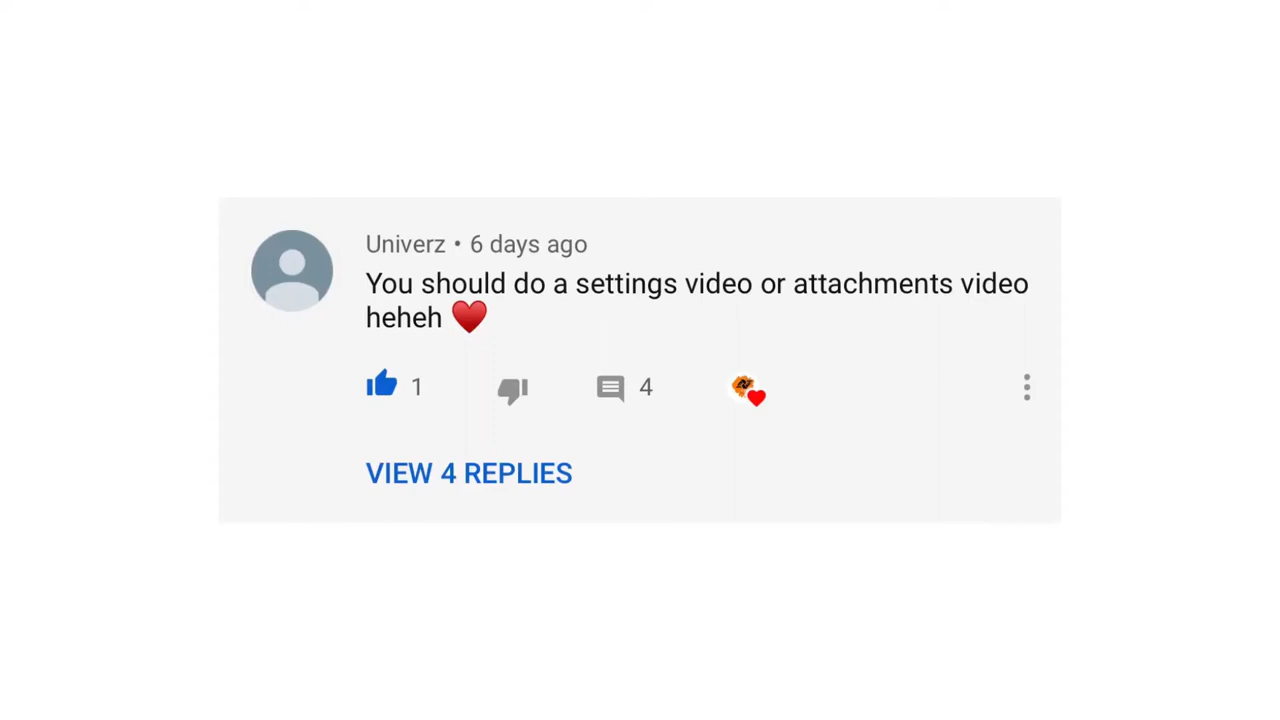 Univerz • 6 days ago
You should do a settings video or attachments video
heheh ♥️
1 4
VIEW 4 REPLIES